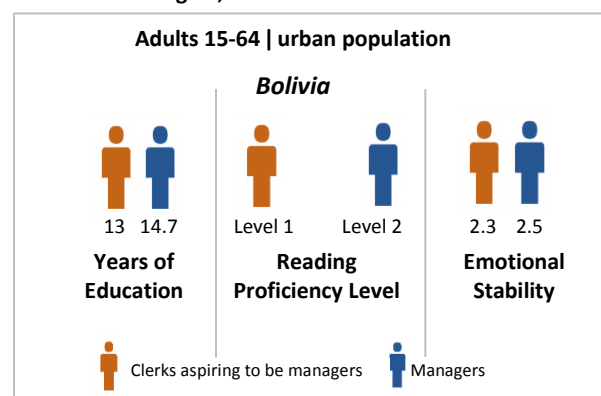 Adults 15-64 | urban population
Bolivia
13 14.7
Level 1 Level 2
2.3 2.5
Years of
Education
Reading
Proficiency Level
Emotional
Stability
Clerks aspiring to be managers Managers